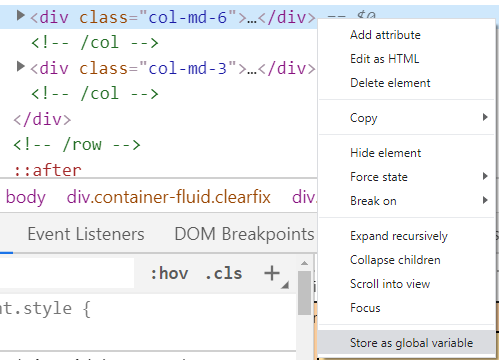 <div class="col-md-6">…</div> == $0
<!-- /col -->
<div class="col-md-3">…</div>
<!-- /col -->
</div>
<!-- /row -->
::after
body div.container-fluid.clearfix div.
Event Listeners DOM Breakpoints
:hov .cls +
nt.style {
Add attribute
Edit as HTML
Delete element
Copy
Hide element
Force state
Break on
Expand recursively
Collapse children
Scroll into view
Focus
Store as global variable